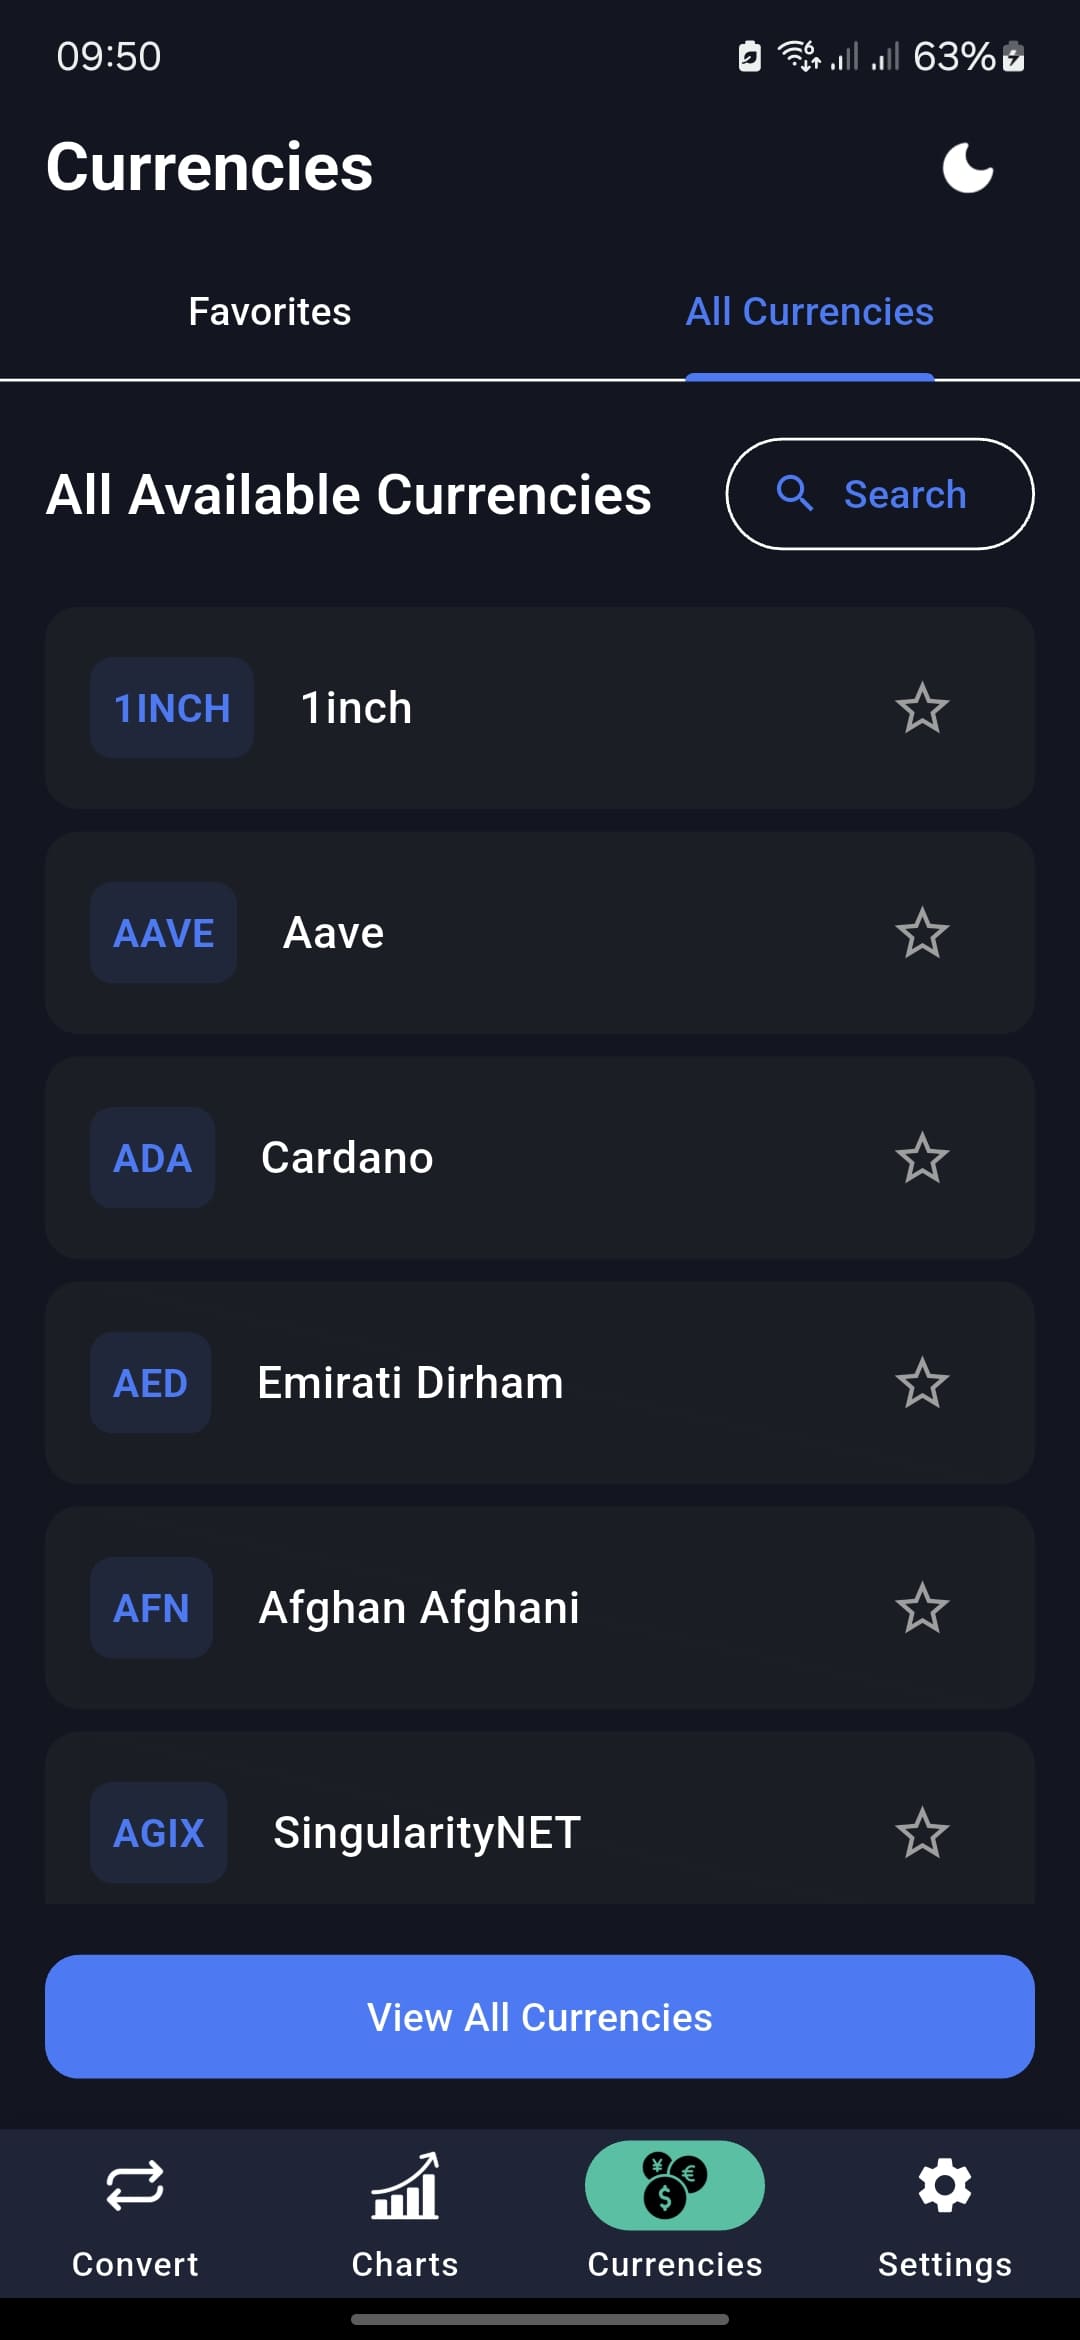 09:50 6 63%
Currencies
Favorites All Currencies
All Available Currencies Search
1INCH 1inch
AAVE Aave
ADA Cardano
AED Emirati Dirham
AFN Afghan Afghani
AGIX SingularityNET
View All Currencies
¥ € $
Convert Charts Currencies Settings